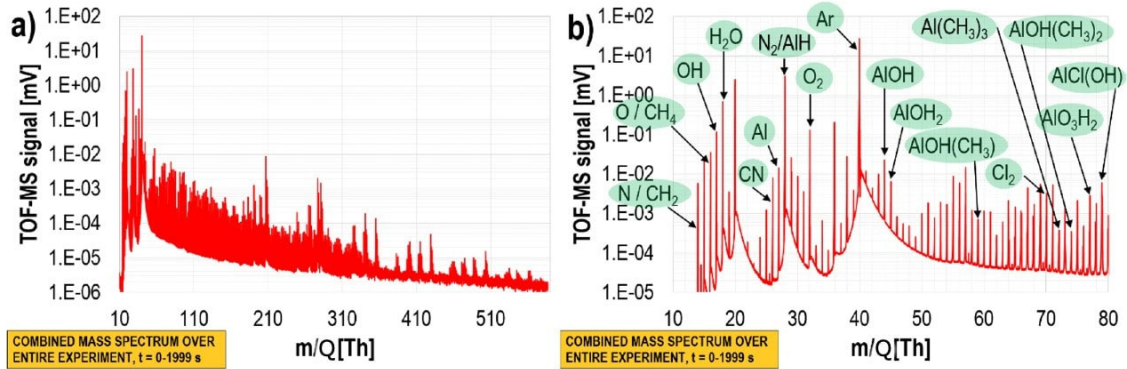 a)
TOF-MS signal [mV]
1.E+02
1.E+01
1.E+00
1.E-01
1.E-02
1.E-03
1.E-04
1.E-05
1.E-06
10 110 210 310 410 510
m/Q[Th]
COMBINED MASS SPECTRUM OVER
ENTIRE EXPERIMENT, t = 0-1999 s
b)
TOF-MS signal [mV]
1.E+02
1.E+01
1.E+00
1.E-01
1.E-02
1.E-03
1.E-04
1.E-05
10 20 30 40 50 60 70 80
m/Q[Th]
N / CH2
O / CH4
OH
H2O
CN
Al
N2/AlH
O2
Ar
AlOH
AlOH2
AlOH(CH3)
Cl2
Al(CH3)3
AlOH(CH3)2
AlO3H2
AlCl(OH)
COMBINED MASS SPECTRUM OVER
ENTIRE EXPERIMENT, t = 0-1999 s